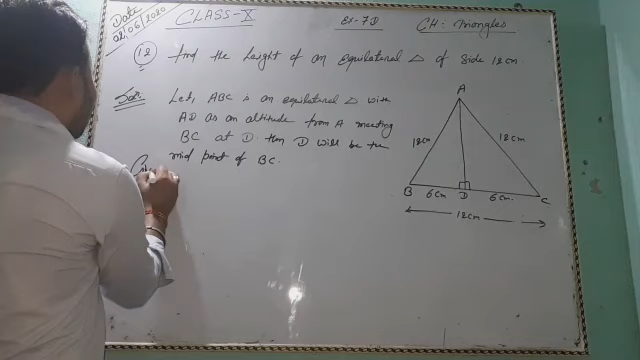 Date
02/06/2020
CLASS-X
EX-7D
CH: Triangles
12 find the height of an equilateral △ of side 12cm.
Sol: Let, ABC is an equilateral △ with
AD as an altitude from A meeting
BC at D. then D will be the
mid point of BC.
A
12cm
12cm
B 6cm D 6cm C
12cm